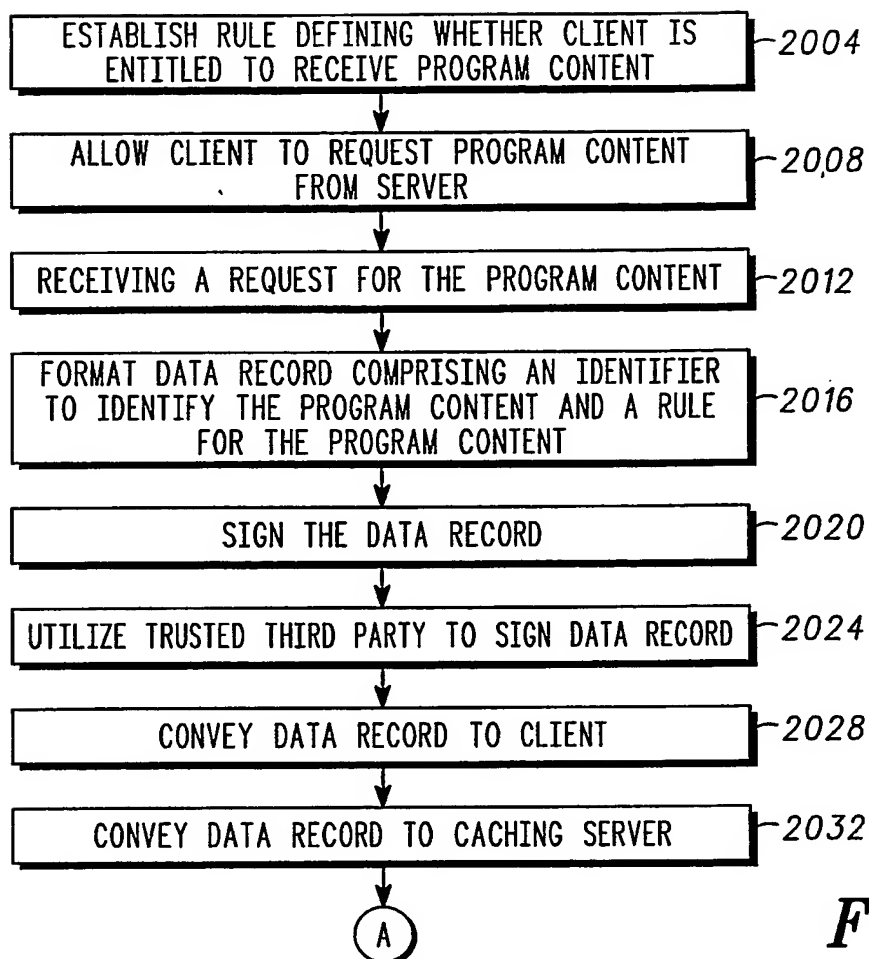 ESTABLISH RULE DEFINING WHETHER CLIENT IS
ENTITLED TO RECEIVE PROGRAM CONTENT
2004
ALLOW CLIENT TO REQUEST PROGRAM CONTENT
FROM SERVER
2008
RECEIVING A REQUEST FOR THE PROGRAM CONTENT
2012
FORMAT DATA RECORD COMPRISING AN IDENTIFIER
TO IDENTIFY THE PROGRAM CONTENT AND A RULE
FOR THE PROGRAM CONTENT
2016
SIGN THE DATA RECORD
2020
UTILIZE TRUSTED THIRD PARTY TO SIGN DATA RECORD
2024
CONVEY DATA RECORD TO CLIENT
2028
CONVEY DATA RECORD TO CACHING SERVER
2032
A
F